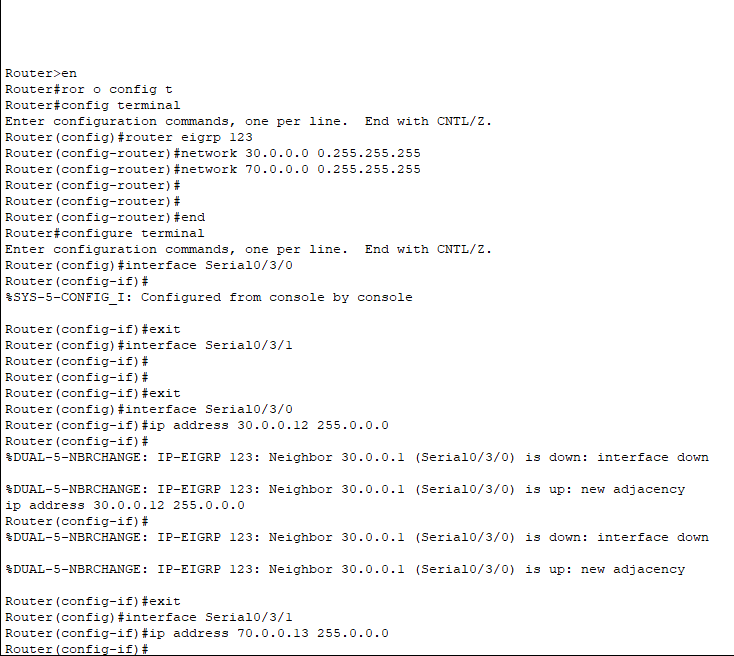 Router>en
Router#ror o config t
Router#config terminal
Enter configuration commands, one per line.  End with CNTL/Z.
Router(config)#router eigrp 123
Router(config-router)#network 30.0.0.0 0.255.255.255
Router(config-router)#network 70.0.0.0 0.255.255.255
Router(config-router)#
Router(config-router)#
Router(config-router)#end
Router#configure terminal
Enter configuration commands, one per line.  End with CNTL/Z.
Router(config)#interface Serial0/3/0
Router(config-if)#
%SYS-5-CONFIG_I: Configured from console by console
Router(config-if)#exit
Router(config)#interface Serial0/3/1
Router(config-if)#
Router(config-if)#
Router(config-if)#exit
Router(config)#interface Serial0/3/0
Router(config-if)#ip address 30.0.0.12 255.0.0.0
Router(config-if)#
%DUAL-5-NBRCHANGE: IP-EIGRP 123: Neighbor 30.0.0.1 (Serial0/3/0) is down: interface down
%DUAL-5-NBRCHANGE: IP-EIGRP 123: Neighbor 30.0.0.1 (Serial0/3/0) is up: new adjacency
ip address 30.0.0.12 255.0.0.0
Router(config-if)#
%DUAL-5-NBRCHANGE: IP-EIGRP 123: Neighbor 30.0.0.1 (Serial0/3/0) is down: interface down
%DUAL-5-NBRCHANGE: IP-EIGRP 123: Neighbor 30.0.0.1 (Serial0/3/0) is up: new adjacency
Router(config-if)#exit
Router(config)#interface Serial0/3/1
Router(config-if)#ip address 70.0.0.13 255.0.0.0
Router(config-if)#